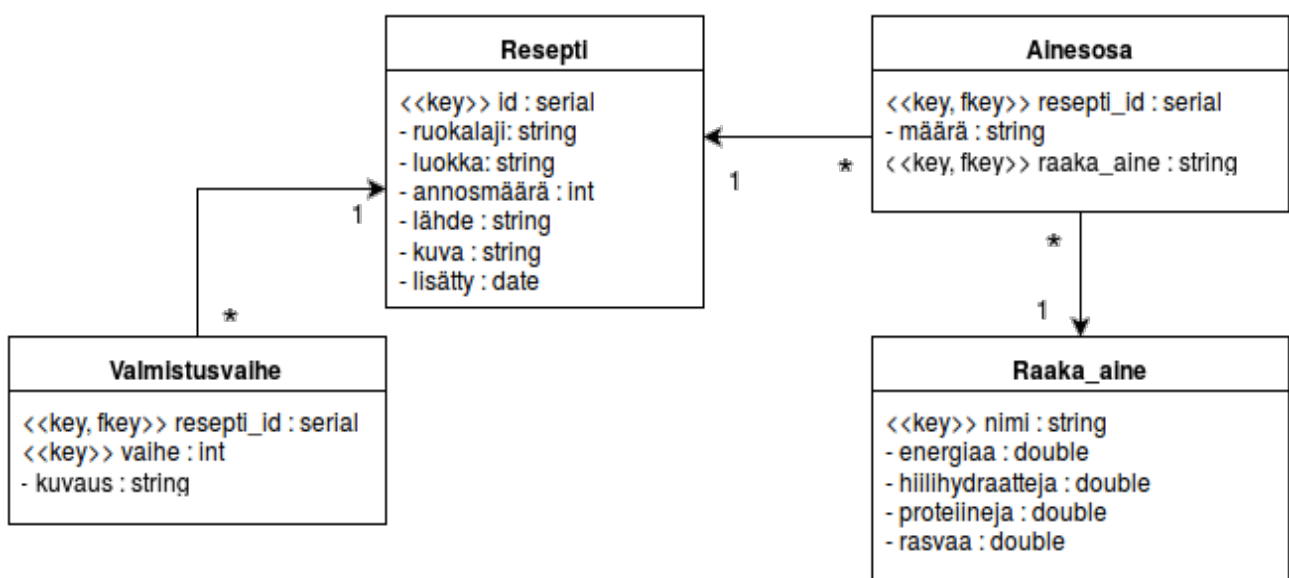 Resepti
<<key>> id : serial
- ruokalaji: string
- luokka: string
- annosmäärä : int
- lähde : string
- kuva : string
- lisätty : date
Ainesosa
<<key, fkey>> resepti_id : serial
- määrä : string
<<key, fkey>> raaka_aine : string
1
*
1
*
*
1
Valmistusvaihe
<<key, fkey>> resepti_id : serial
<<key>> vaihe : int
- kuvaus : string
Raaka_aine
<<key>> nimi : string
- energiaa : double
- hiilihydraatteja : double
- proteiineja : double
- rasvaa : double